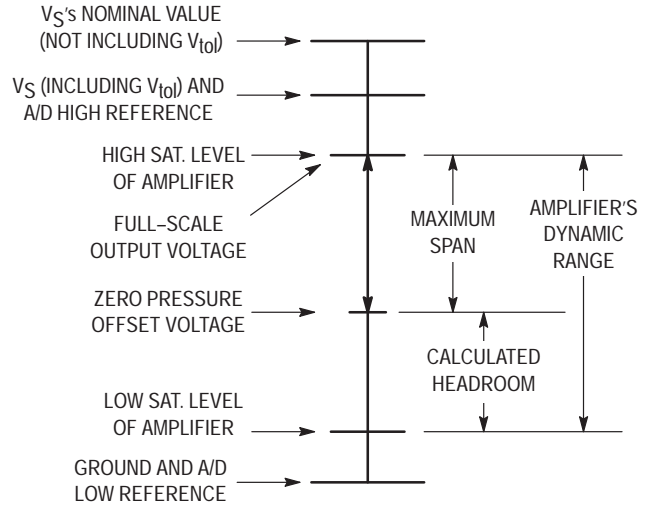 VS's NOMINAL VALUE
(NOT INCLUDING Vtol)
VS (INCLUDING Vtol) AND
A/D HIGH REFERENCE
HIGH SAT. LEVEL
OF AMPLIFIER
FULL–SCALE
OUTPUT VOLTAGE
MAXIMUM
SPAN
AMPLIFIER'S
DYNAMIC
RANGE
ZERO PRESSURE
OFFSET VOLTAGE
CALCULATED
HEADROOM
LOW SAT. LEVEL
OF AMPLIFIER
GROUND AND A/D
LOW REFERENCE